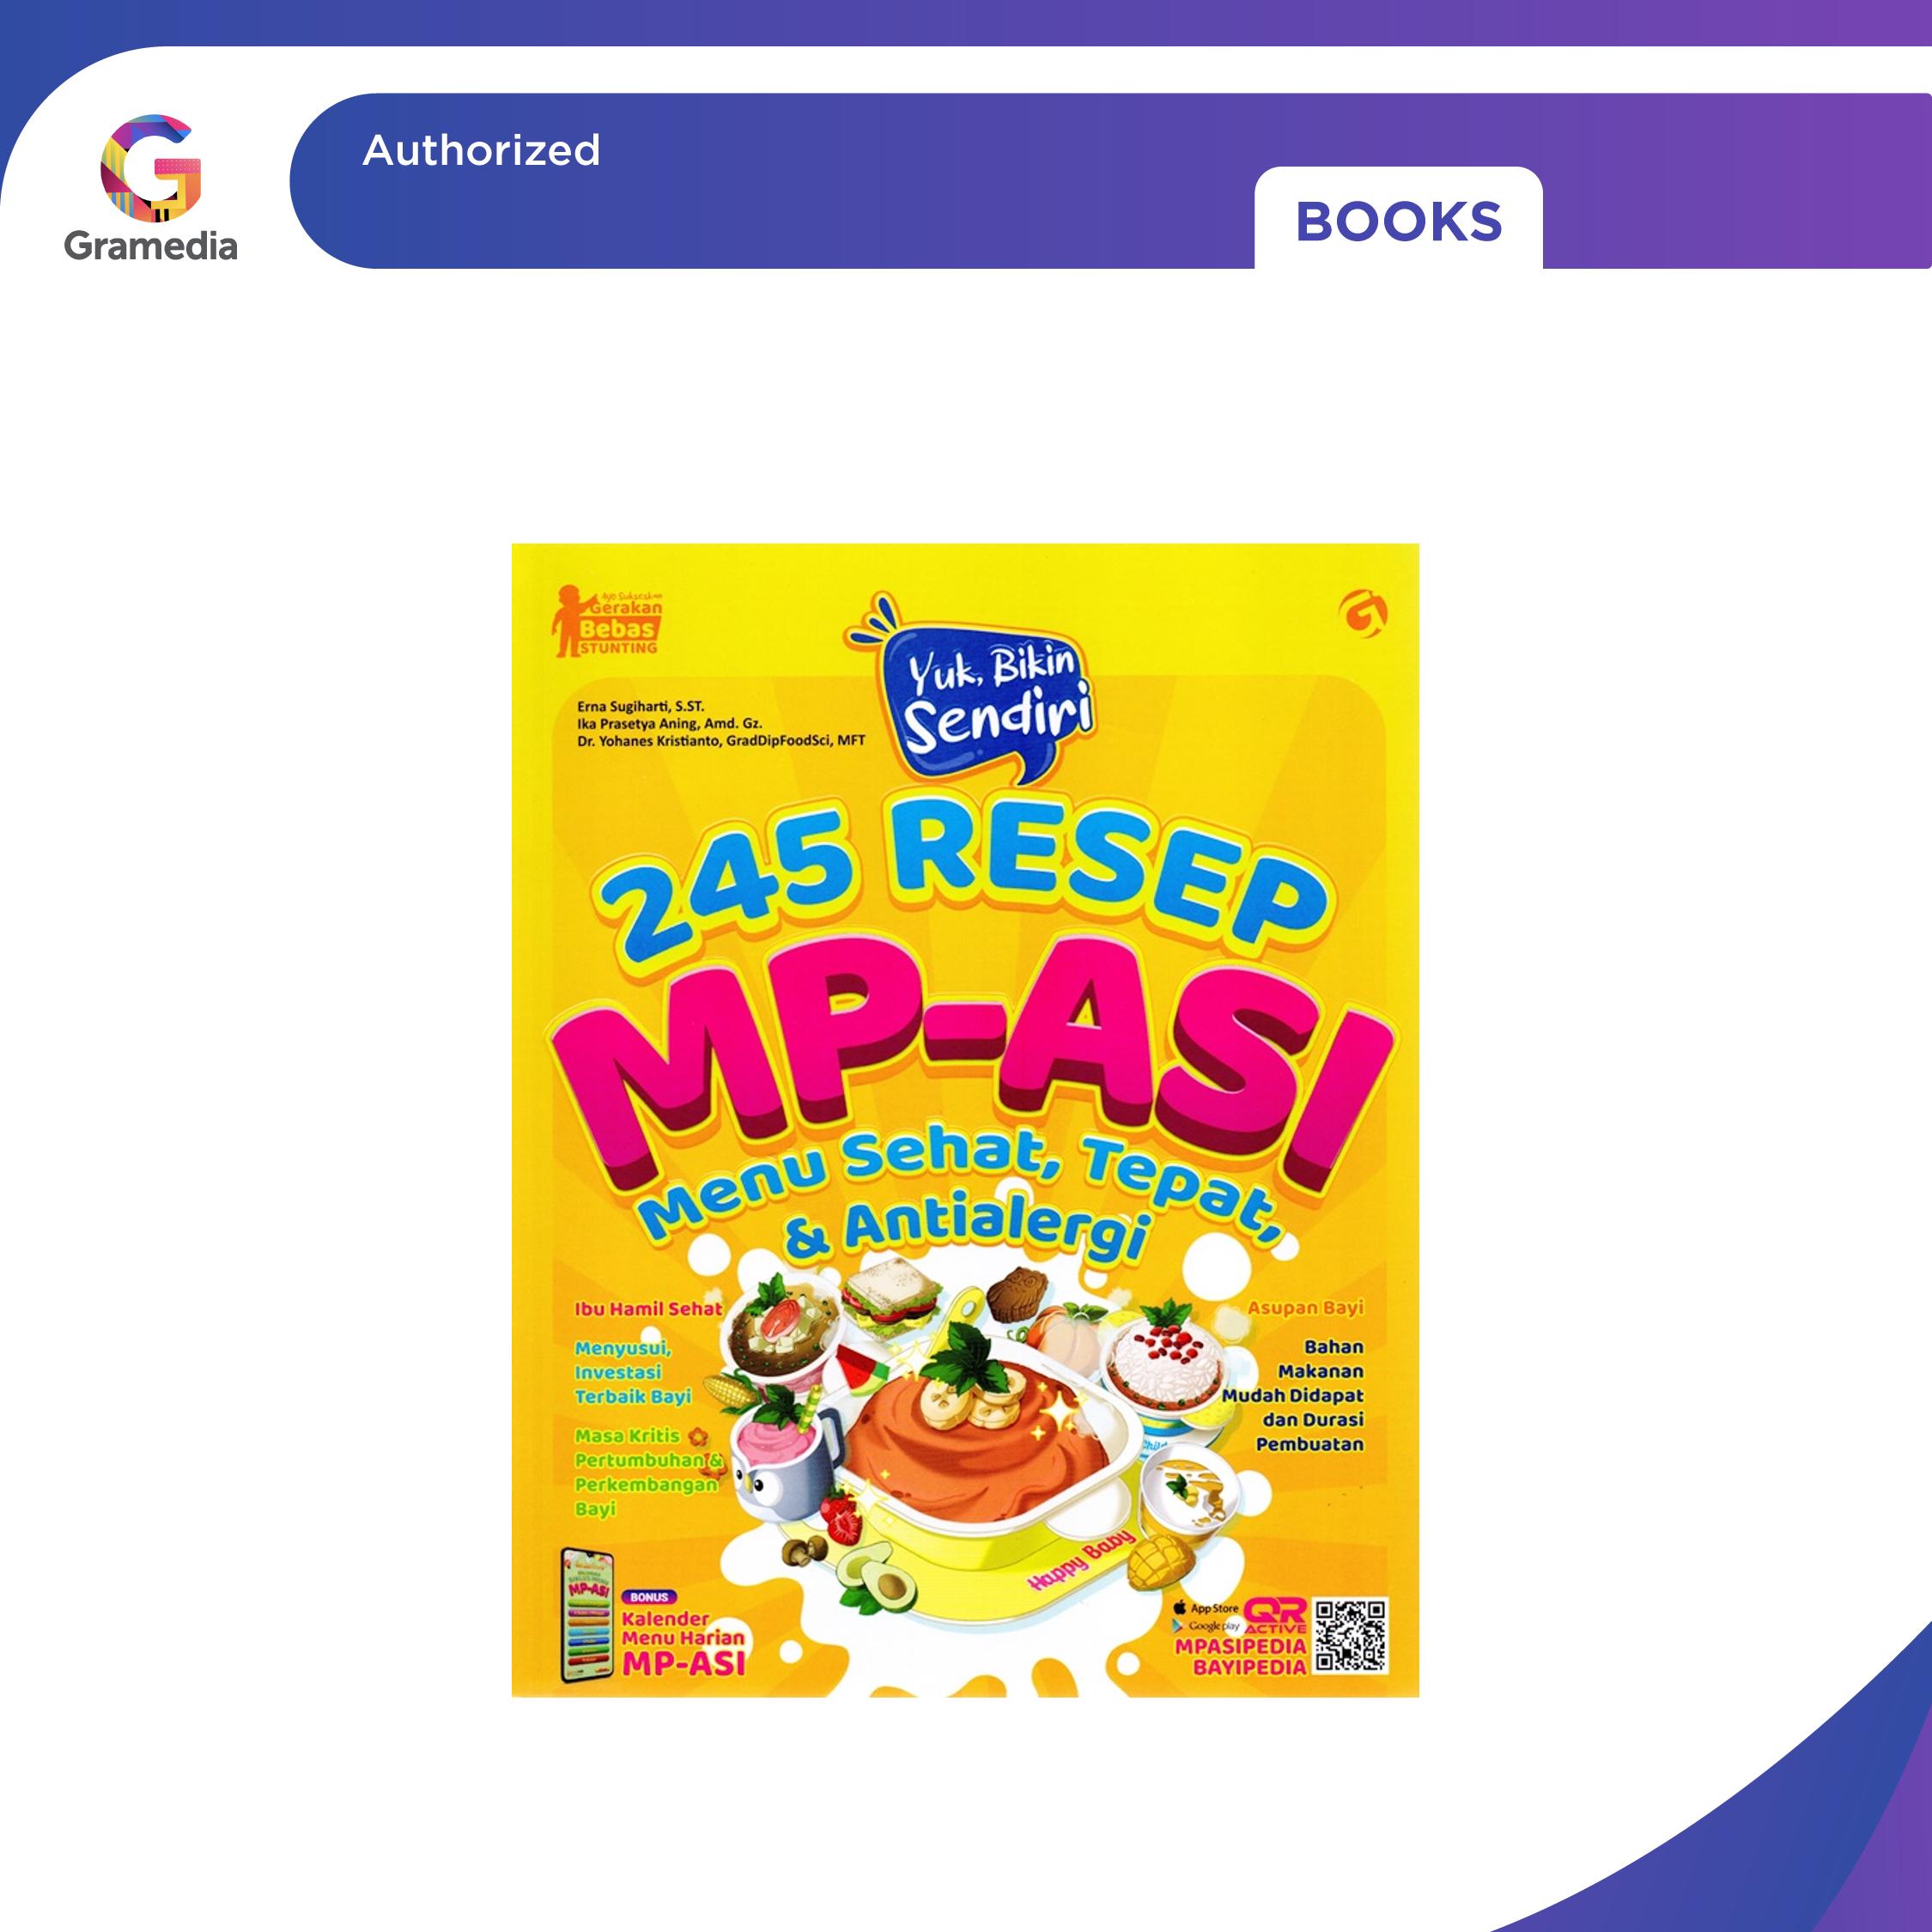 Gramedia
Authorized
BOOKS
Ayo Sukseskan
Gerakan
Bebas
STUNTING
Yuk, Bikin
Sendiri
Erna Sugiharti, S.ST.
Ika Prasetya Aning, Amd. Gz.
Dr. Yohanes Kristianto, GradDipFoodSci, MFT
245 RESEP
MP-ASI
Menu Sehat, Tepat,
& Antialergi
Ibu Hamil Sehat
Menyusui,
Investasi
Terbaik Bayi
Masa Kritis
Pertumbuhan &
Perkembangan
Bayi
Asupan Bayi
Bahan
Makanan
Mudah Didapat
dan Durasi
Pembuatan
Child
Happy Baby
MP-ASI
BONUS
Kalender
Menu Harian
MP-ASI
App Store
Google play
QR
ACTIVE
MPASIPEDIA
BAYIPEDIA